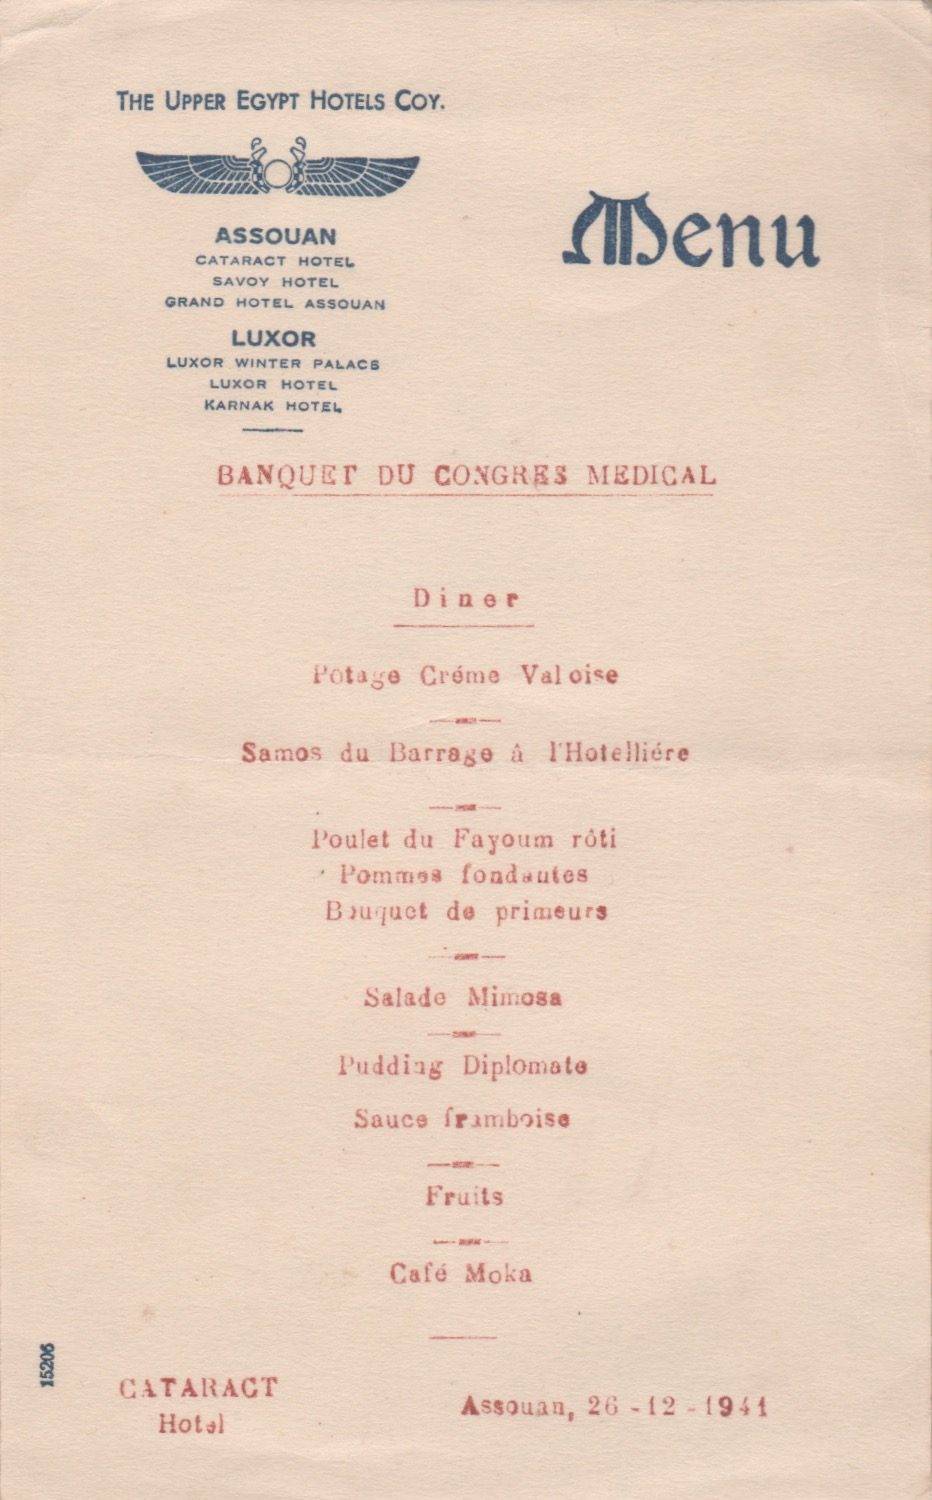 THE UPPER EGYPT HOTELS COY.
ASSOUAN
CATARACT HOTEL
SAVOY HOTEL
GRAND HOTEL ASSOUAN
LUXOR
LUXOR WINTER PALACS
LUXOR HOTEL
KARNAK HOTEL
Menu
BANQUET DU CONGRES MEDICAL
Diner
Potage Créme Valoise
Samos du Barrage â l'Hotelliére
Poulet du Fayoum rôti
Pommes fondantes
Bouquet de primeurs
Salade Mimosa
Pudding Diplomate
Sauce framboise
Fruits
Café Moka
15206
CATARACT
Hotel
Assouan, 26-12-1941